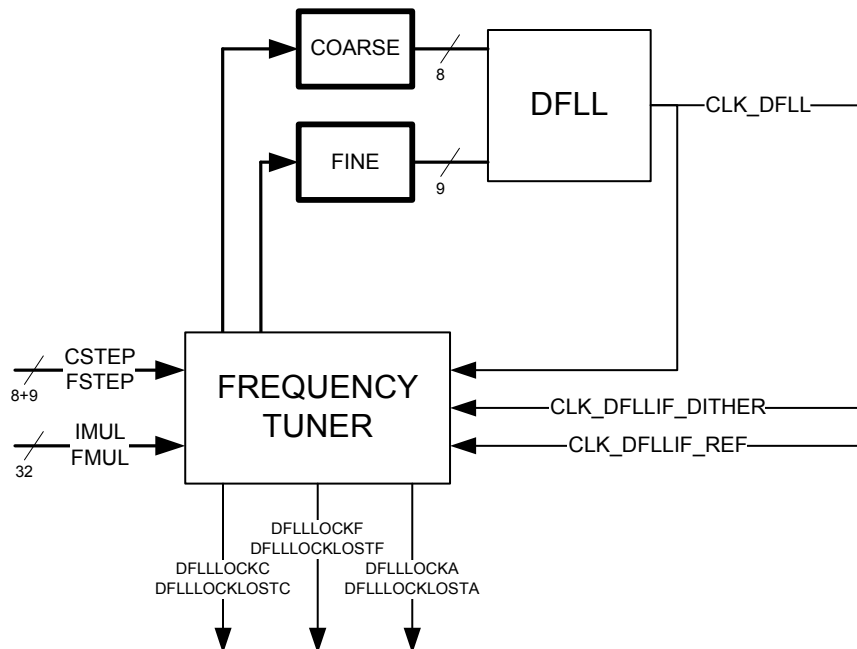 COARSE
8
DFLL
CLK_DFLL
FINE
9
CSTEP
FSTEP
8+9
FREQUENCY
TUNER
CLK_DFLLIF_DITHER
IMUL
FMUL
32
CLK_DFLLIF_REF
DFLLLOCKF
DFLLLOCKLOSTF
DFLLLOCKC
DFLLLOCKLOSTC
DFLLLOCKA
DFLLLOCKLOSTA